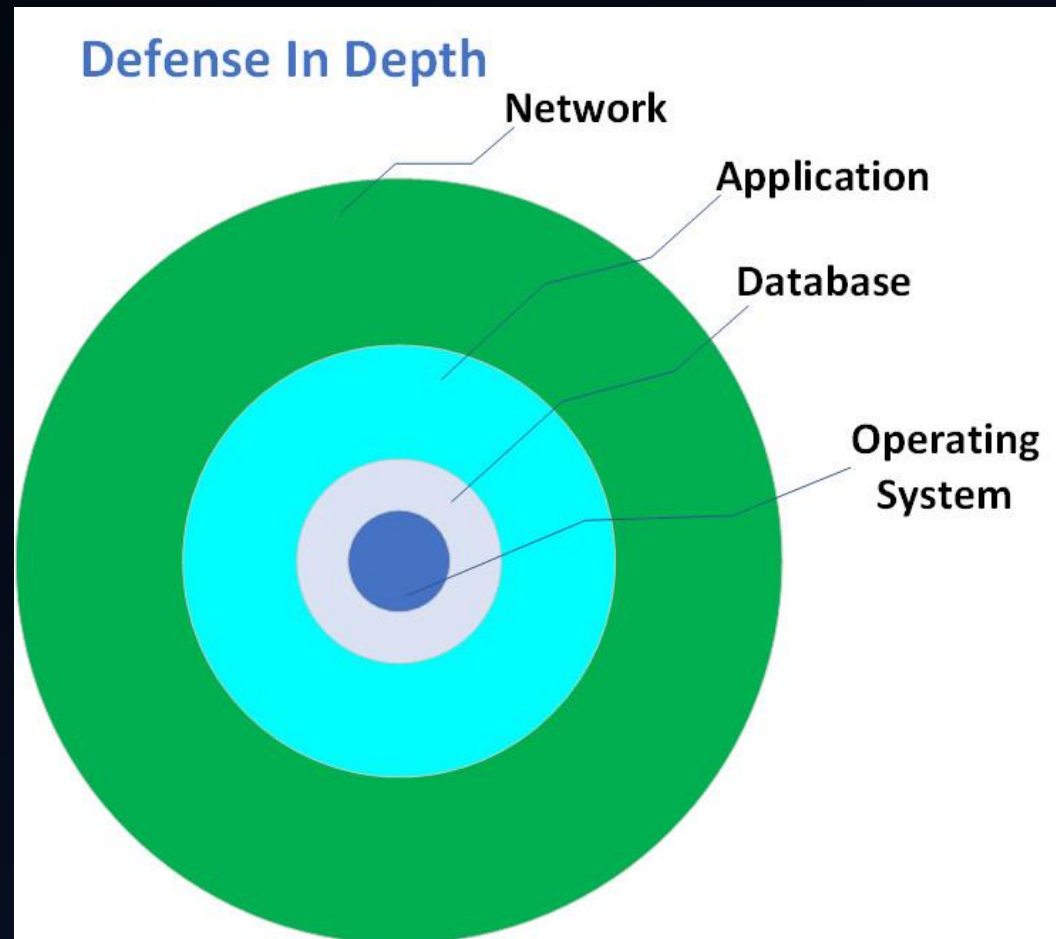 Defense In Depth
Network
Application
Database
Operating
System